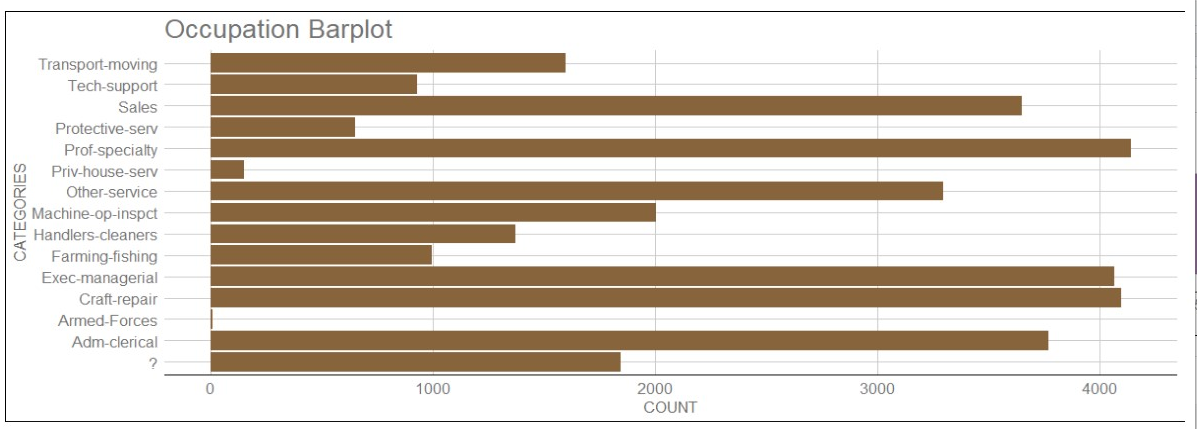 Occupation Barplot
CATEGORIES
Transport-moving
Tech-support
Sales
Protective-serv
Prof-specialty
Priv-house-serv
Other-service
Machine-op-inspct
Handlers-cleaners
Farming-fishing
Exec-managerial
Craft-repair
Armed-Forces
Adm-clerical
?
0 1000 2000 3000 4000
COUNT